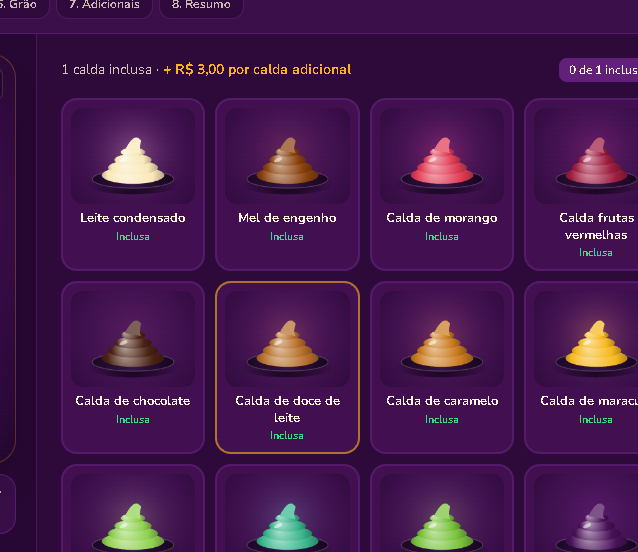 5. Grão
7. Adicionais
8. Resumo
1 calda inclusa · + R$ 3,00 por calda adicional
0 de 1 inclus
Leite condensado
Inclusa
Mel de engenho
Inclusa
Calda de morango
Inclusa
Calda frutas
vermelhas
Inclusa
Calda de chocolate
Inclusa
Calda de doce de
leite
Inclusa
Calda de caramelo
Inclusa
Calda de maracu
Inclusa